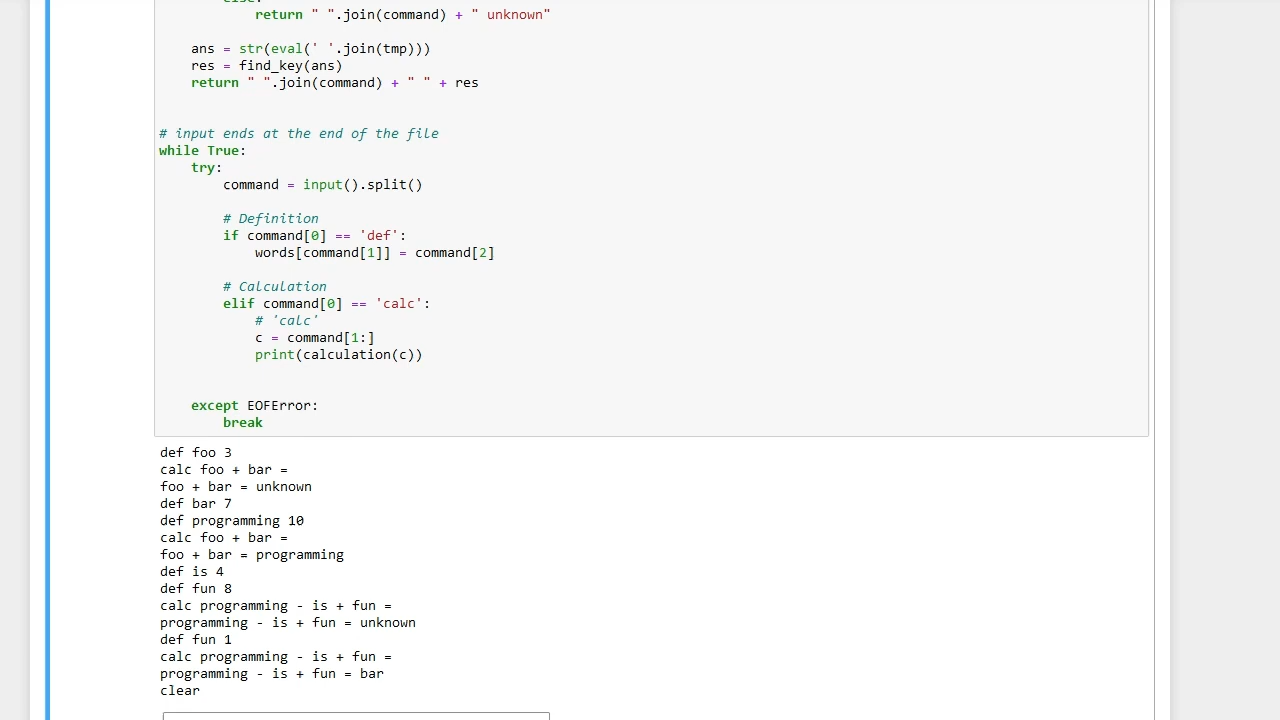 else:
return " ".join(command) + " unknown"
ans = str(eval(' '.join(tmp)))
res = find_key(ans)
return " ".join(command) + " " + res
# input ends at the end of the file
while True:
try:
command = input().split()
# Definition
if command[0] == 'def':
words[command[1]] = command[2]
# Calculation
elif command[0] == 'calc':
# 'calc'
c = command[1:]
print(calculation(c))
except EOFError:
break
def foo 3
calc foo + bar =
foo + bar = unknown
def bar 7
def programming 10
calc foo + bar =
foo + bar = programming
def is 4
def fun 8
calc programming - is + fun =
programming - is + fun = unknown
def fun 1
calc programming - is + fun =
programming - is + fun = bar
clear